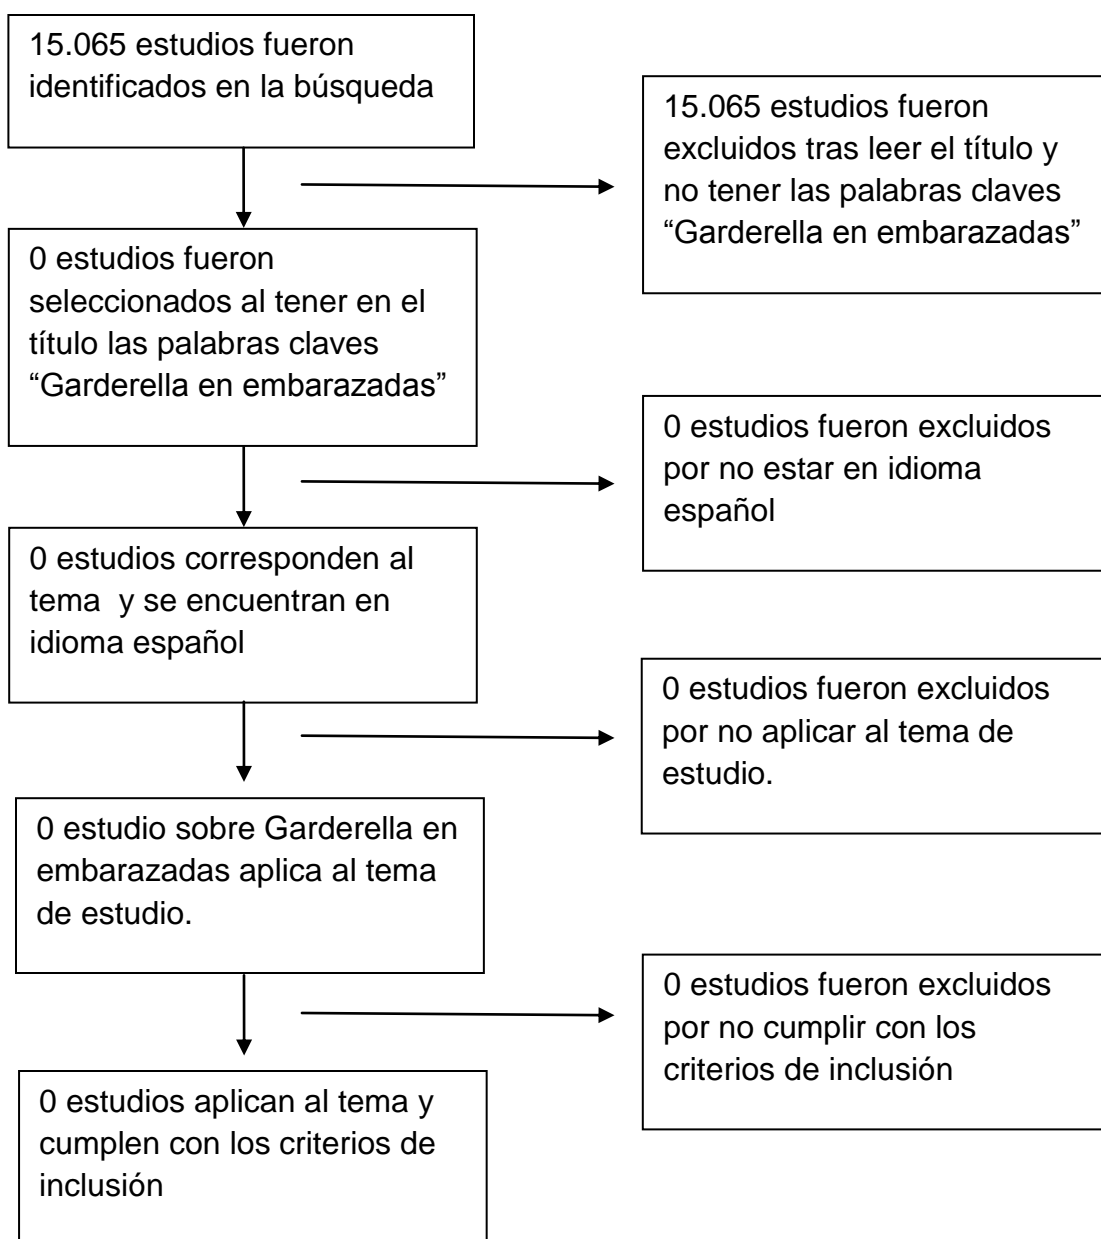 15.065 estudios fueron
identificados en la búsqueda
15.065 estudios fueron
excluidos tras leer el título y
no tener las palabras claves
“Garderella en embarazadas”
0 estudios fueron
seleccionados al tener en el
título las palabras claves
“Garderella en embarazadas”
0 estudios fueron excluidos
por no estar en idioma
español
0 estudios corresponden al
tema y se encuentran en
idioma español
0 estudios fueron excluidos
por no aplicar al tema de
estudio.
0 estudio sobre Garderella en
embarazadas aplica al tema
de estudio.
0 estudios fueron excluidos
por no cumplir con los
criterios de inclusión
0 estudios aplican al tema y
cumplen con los criterios de
inclusión